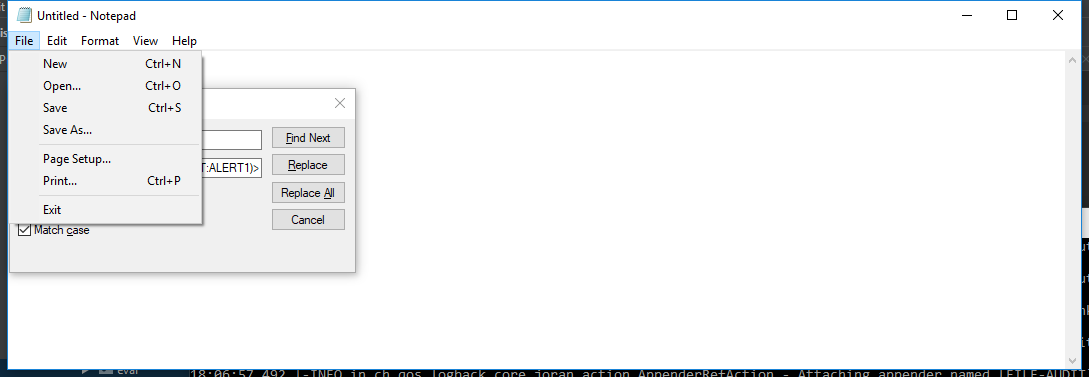 Untitled - Notepad
File Edit Format View Help
New Ctrl+N
Open... Ctrl+O
Save Ctrl+S
Save As...
Page Setup...
Print... Ctrl+P
Exit
T:ALERT1)>
Find Next
Replace
Replace All
Cancel
Match case
eval
18:06:57,492 |-INFO in ch.qos.logback.core.joran.action.AppenderRefAction - Attaching appender named [FILE-AUDIT